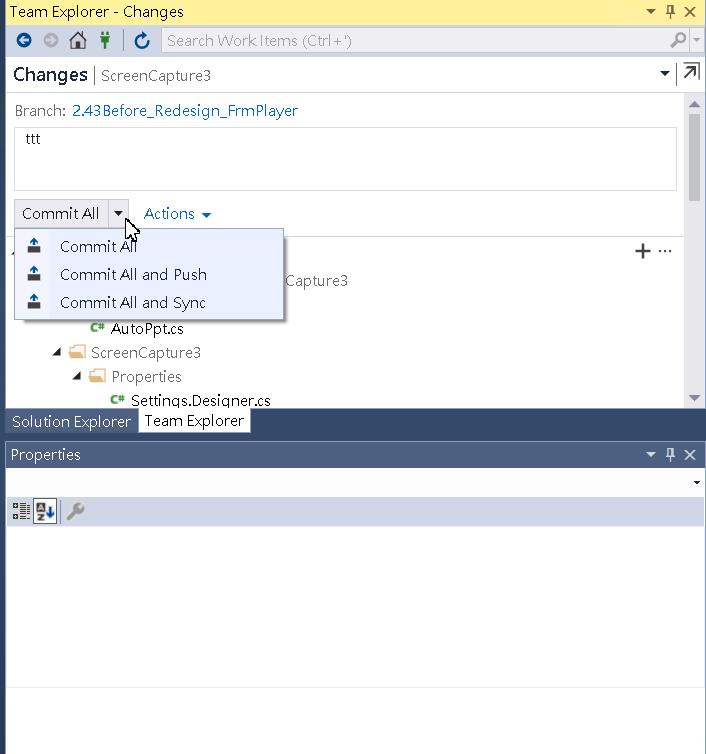 Team Explorer - Changes
Search Work Items (Ctrl+')
Changes | ScreenCapture3
Branch: 2.43Before_Redesign_FrmPlayer
ttt
Commit All Actions
Commit All
Commit All and Push
Capture3
Commit All and Sync
C# AutoPpt.cs
ScreenCapture3
Properties
C# Settings.Designer.cs
Solution Explorer Team Explorer
Properties
A
Z